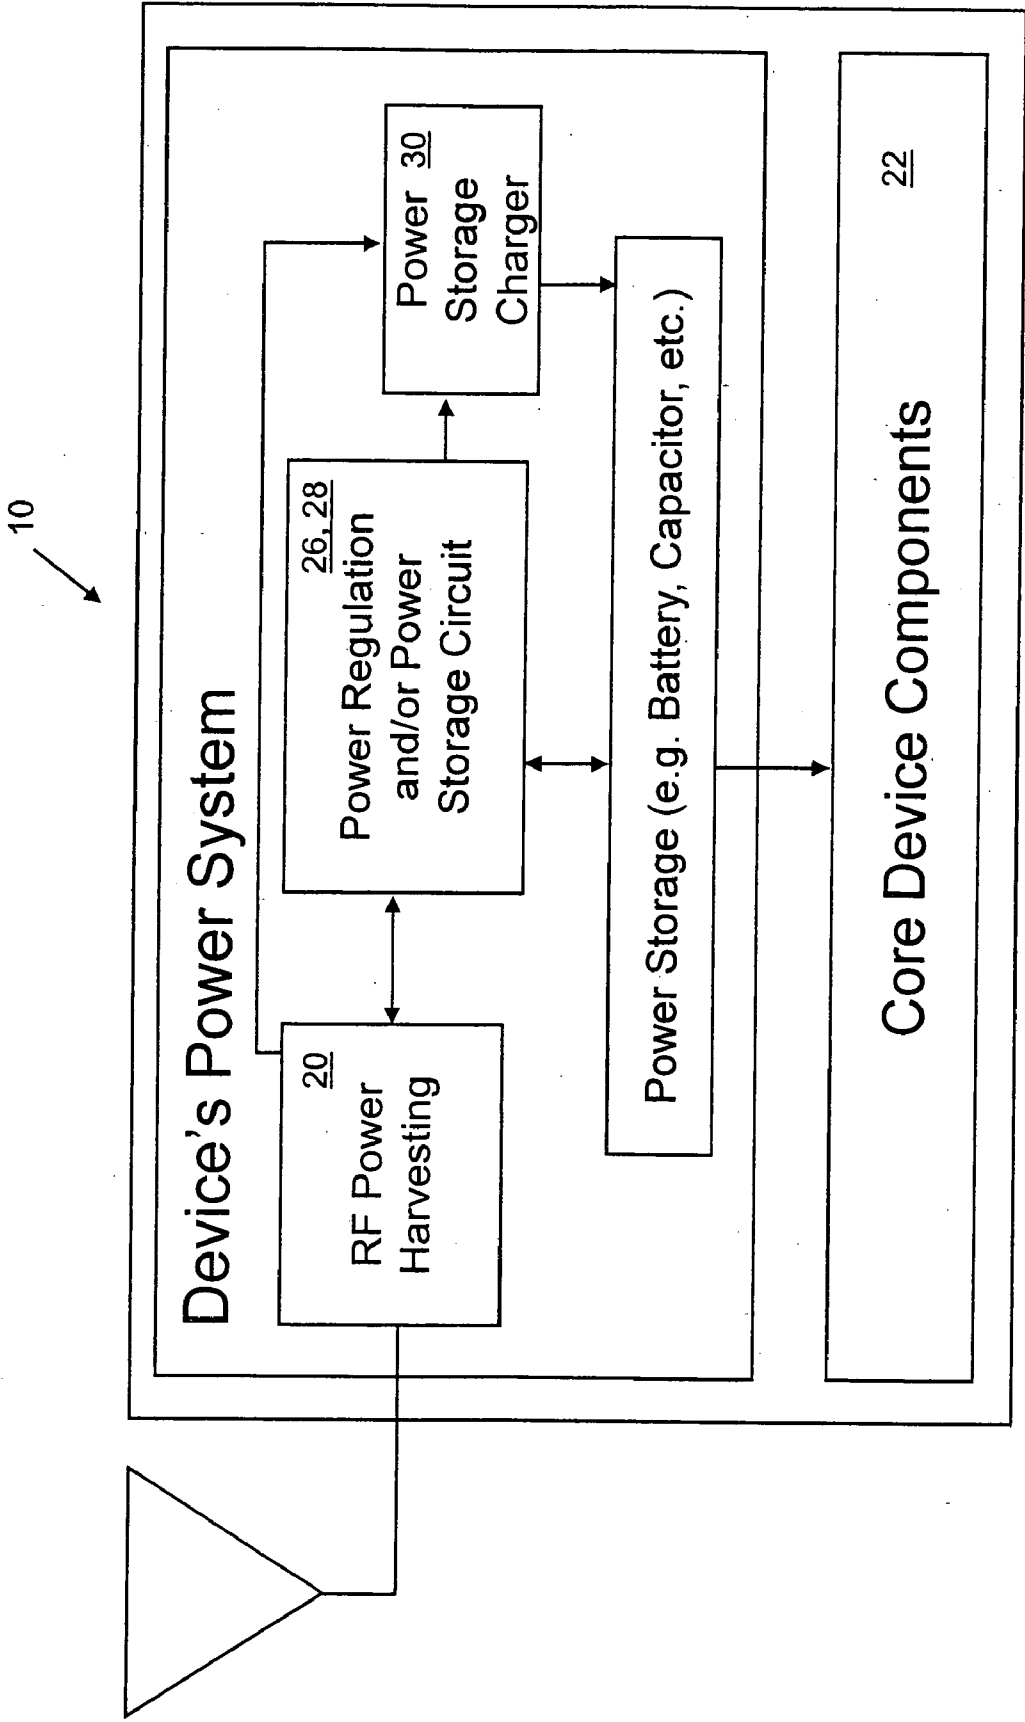 10
Device's Power System
20
RF Power
Harvesting
26, 28
Power Regulation
and/or Power
Storage Circuit
Power 30
Storage
Charger
Power Storage (e.g. Battery, Capacitor, etc.)
Core Device Components
22